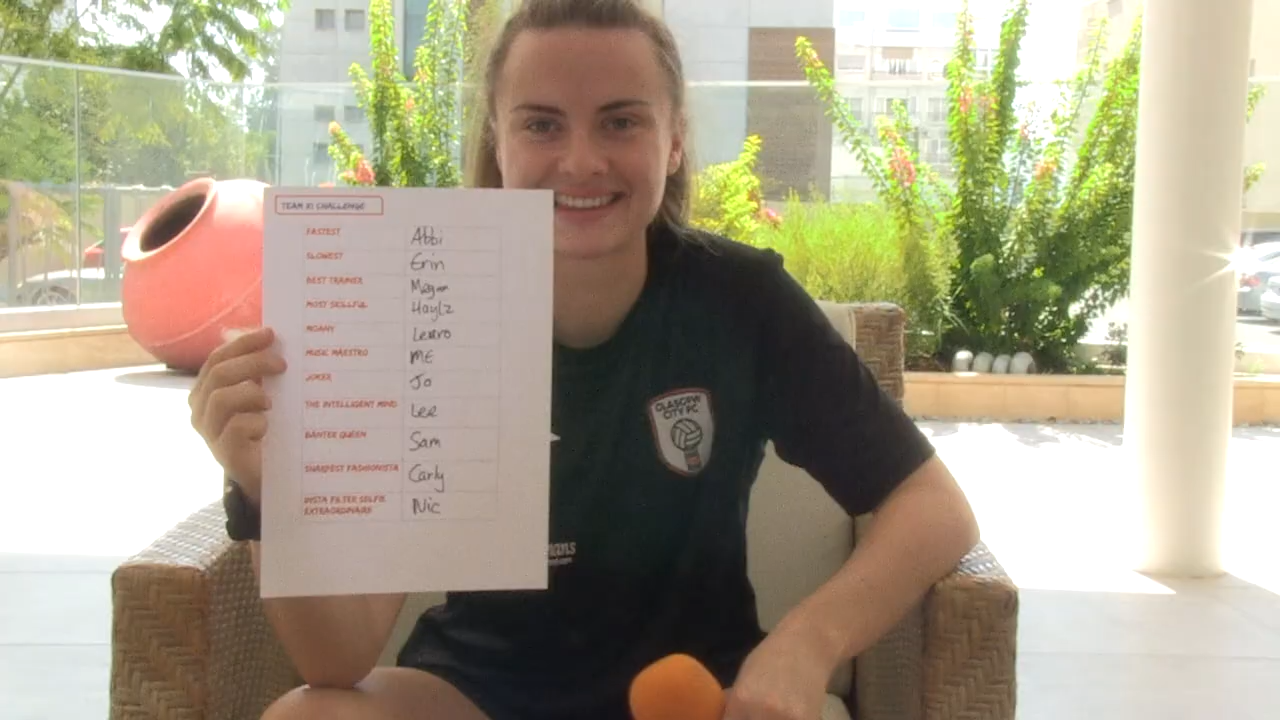 TEAM XI CHALLENGE
FASTEST Abbi
SLOWEST Erin
BEST TRAINER Megan
MOST SKILLFUL Haylz
MOANY Leanro
MUSIC MAESTRO ME
JOKER Jo
THE INTELLIGENT MIND Lee
BANTER QUEEN Sam
SHARPEST FASHIONISTA Carly
INSTA FILTER SELFIE
EXTRAORDINAIRE Nic
GLASGOW
CITY FC